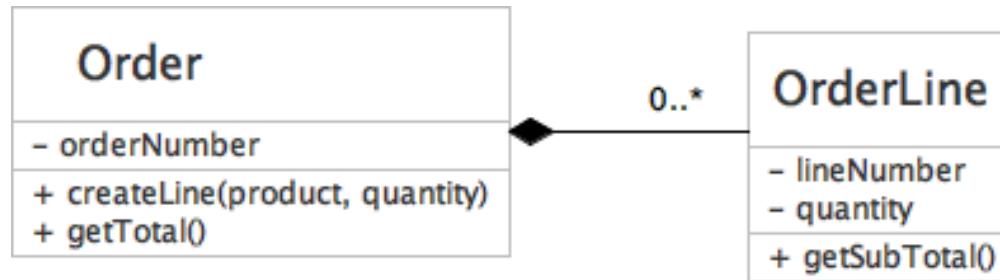 Order
– orderNumber
+ createLine(product, quantity)
+ getTotal()
0..*
OrderLine
– lineNumber
– quantity
+ getSubTotal()